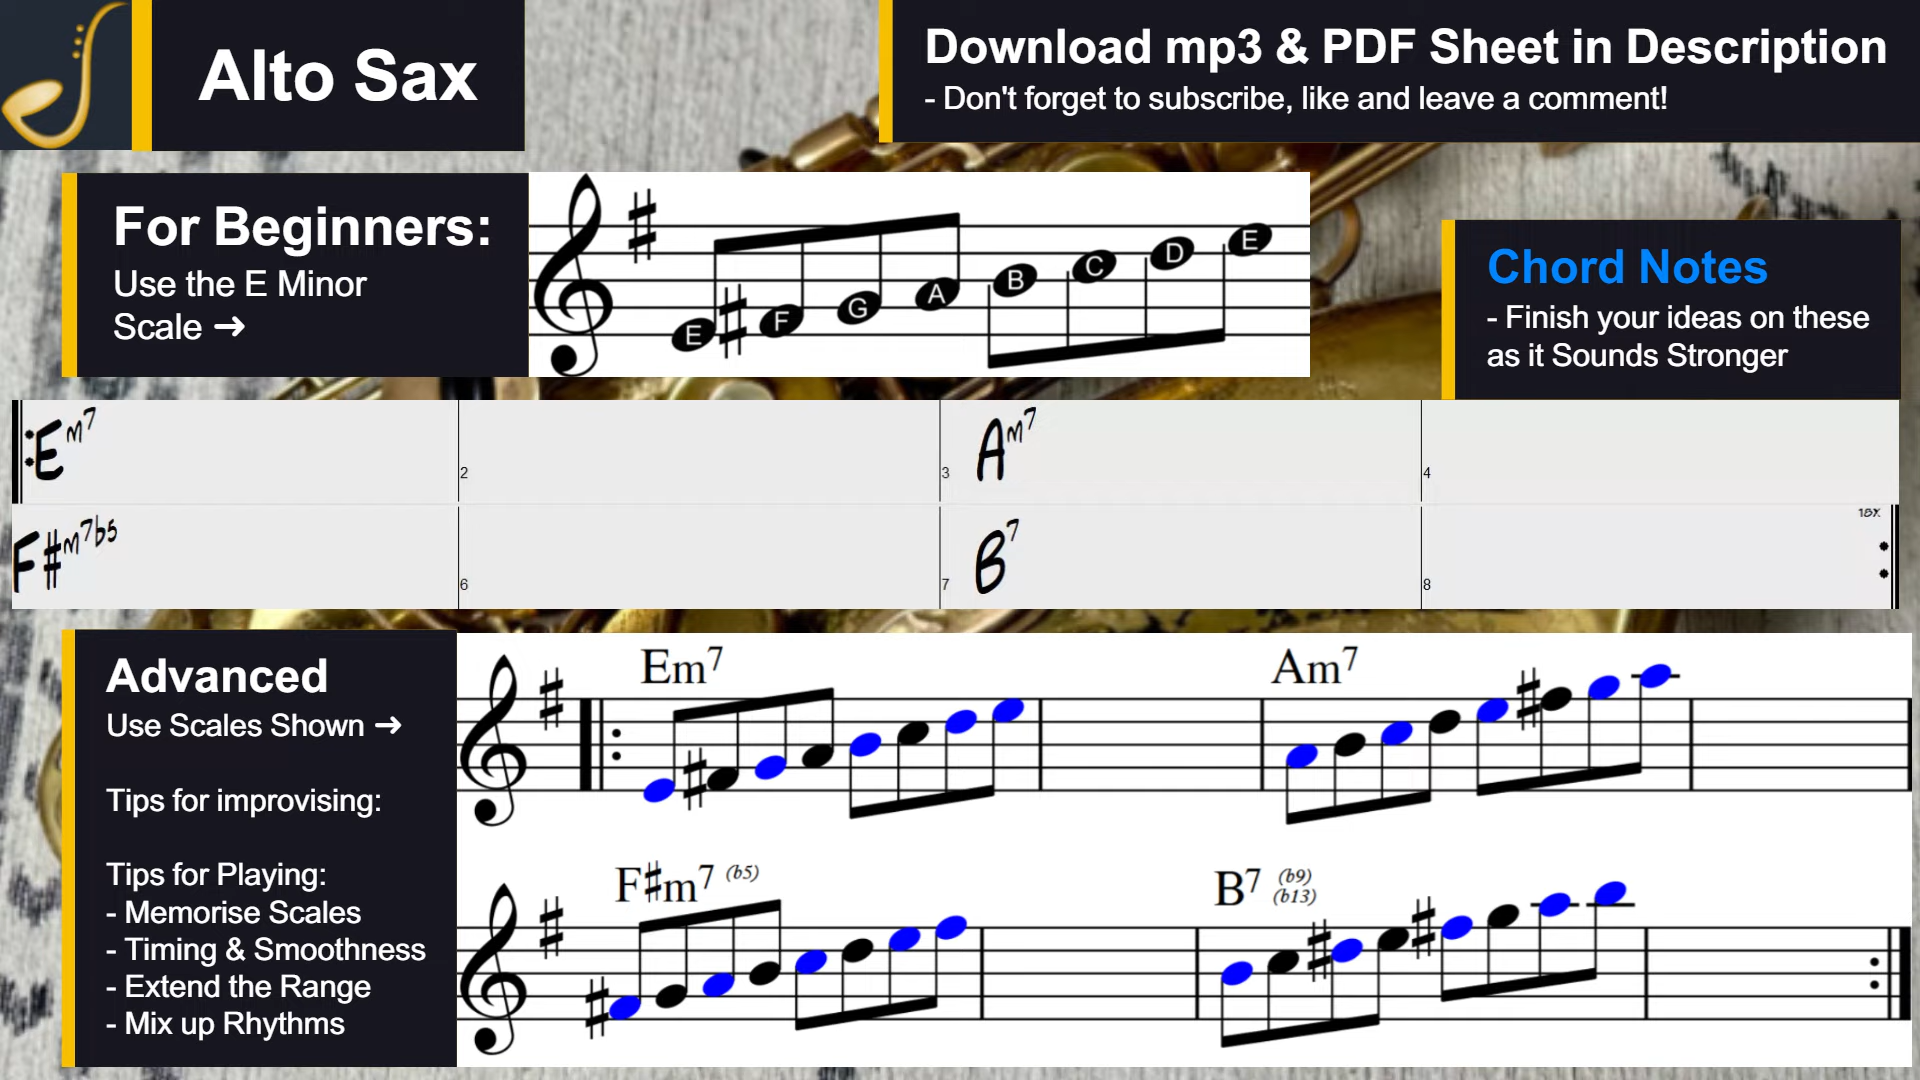 Alto Sax
Download mp3 & PDF Sheet in Description
- Don't forget to subscribe, like and leave a comment!
For Beginners:
Use the E Minor
Scale ➜
E F G A B C D E
Chord Notes
- Finish your ideas on these
as it Sounds Stronger
Em7 2 3 Am7 4
F#m7b5 6 7 B7 8
Advanced
Use Scales Shown ➜
Tips for improvising:
Tips for Playing:
- Memorise Scales
- Timing & Smoothness
- Extend the Range
- Mix up Rhythms
Em7 Am7
F♯m7 (b5) B7 (b9)
(b13)